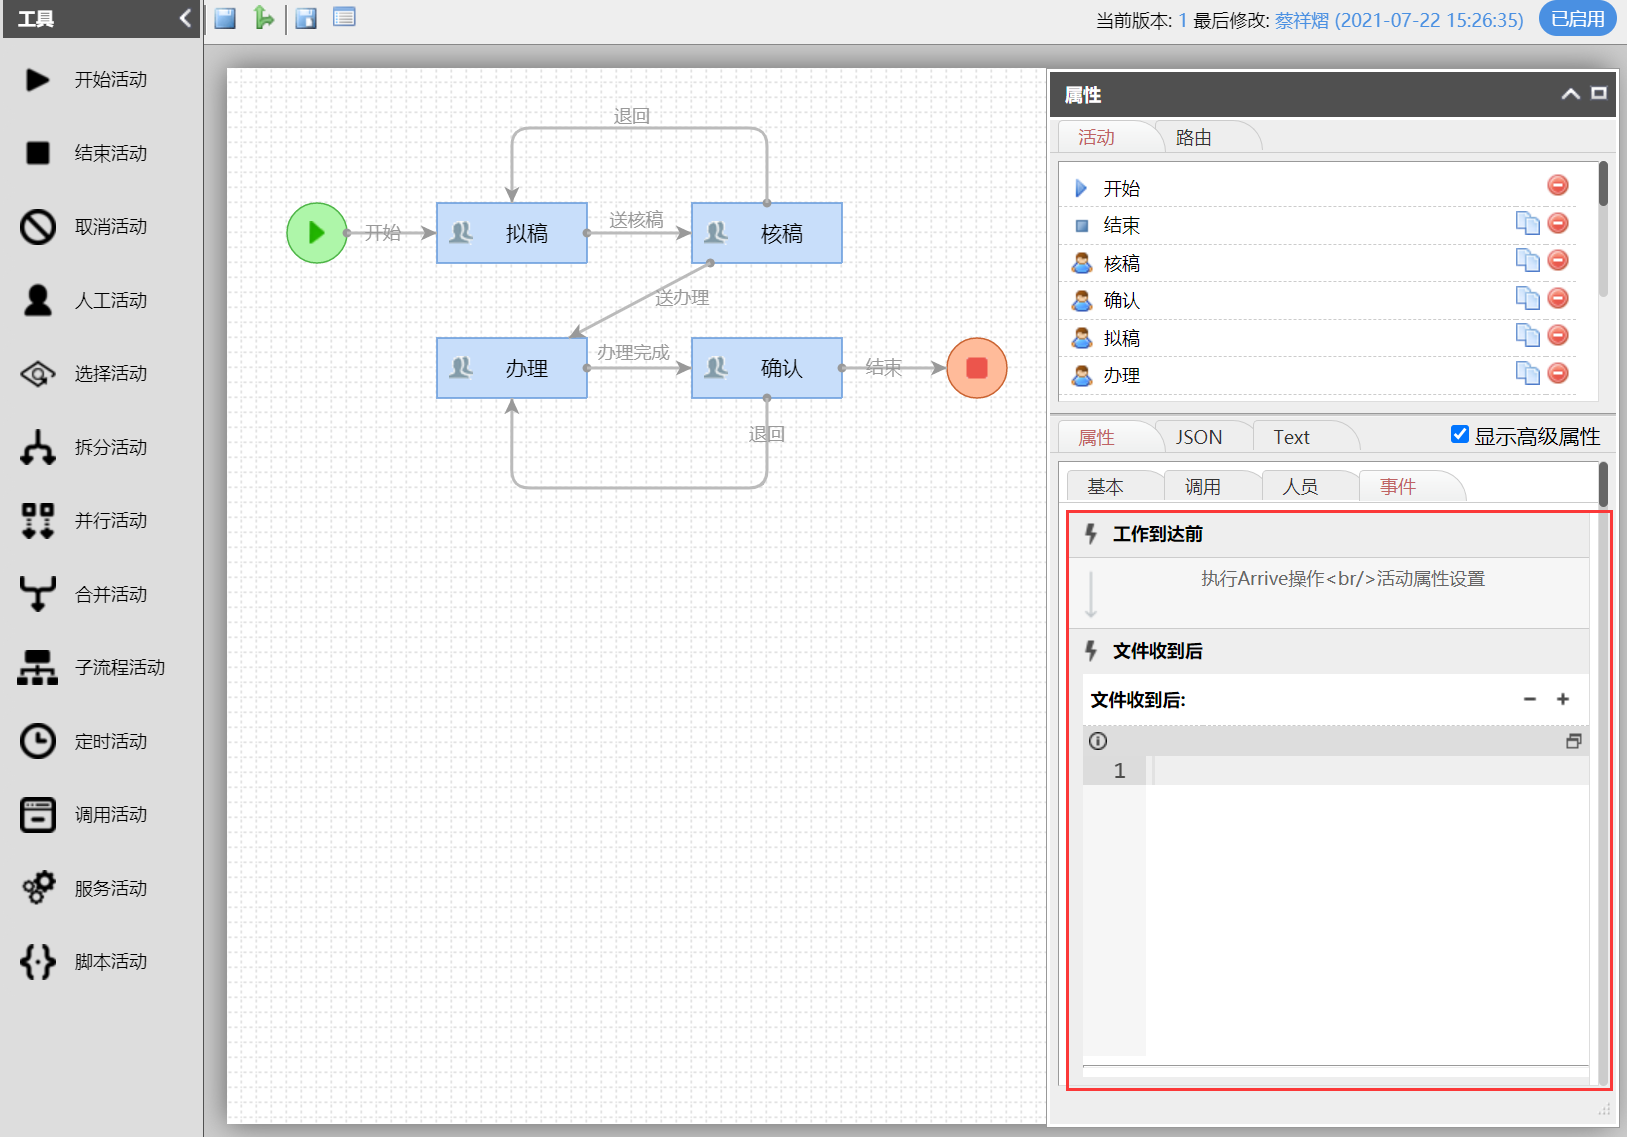 工具
当前版本: 1 最后修改: 蔡祥熠 (2021-07-22 15:26:35)
已启用
开始活动
结束活动
取消活动
人工活动
选择活动
拆分活动
并行活动
合并活动
子流程活动
定时活动
调用活动
服务活动
脚本活动
退回
开始
拟稿
送核稿
核稿
送办理
办理
办理完成
确认
结束
退回
属性
活动
路由
开始
结束
核稿
确认
拟稿
办理
属性
JSON
Text
显示高级属性
基本
调用
人员
事件
工作到达前
执行Arrive操作<br/>活动属性设置
文件收到后
文件收到后:
1